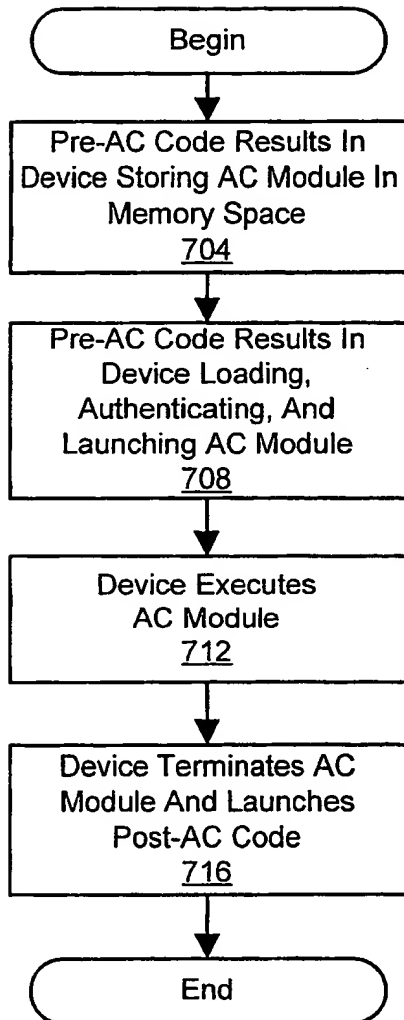 Begin
Pre-AC Code Results In
Device Storing AC Module In
Memory Space
704
Pre-AC Code Results In
Device Loading,
Authenticating, And
Launching AC Module
708
Device Executes
AC Module
712
Device Terminates AC
Module And Launches
Post-AC Code
716
End